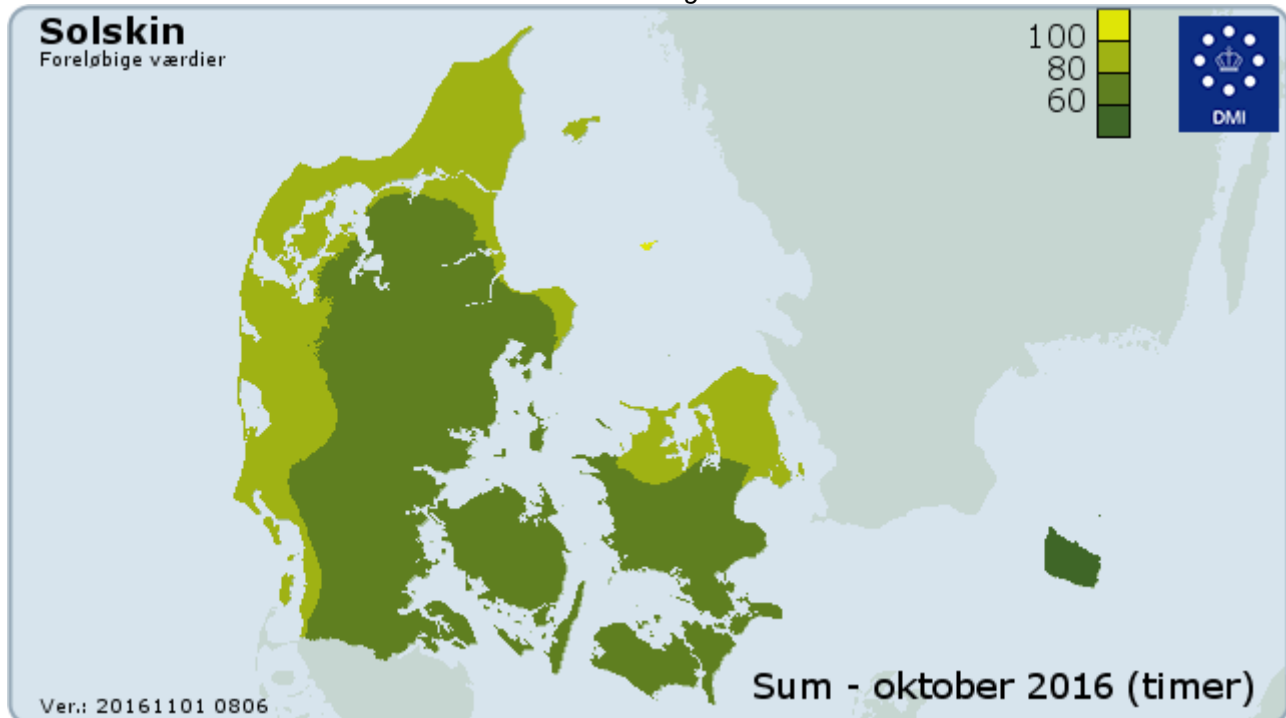 Solskin
Foreløbige værdier
100
80
60
DMI
Sum - oktober 2016 (timer)
Ver.: 20161101 0806